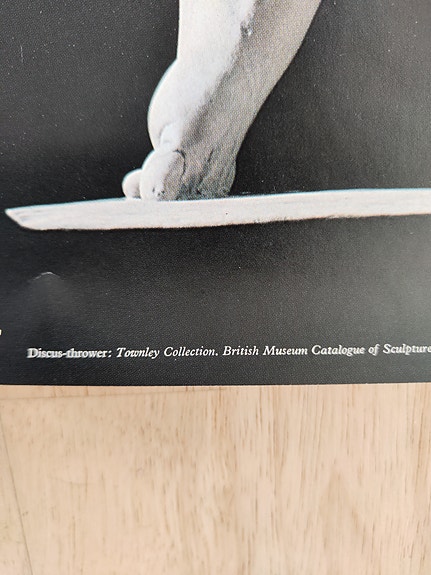 Discus-thrower: Townley Collection. British Museum Catalogue of Sculpture